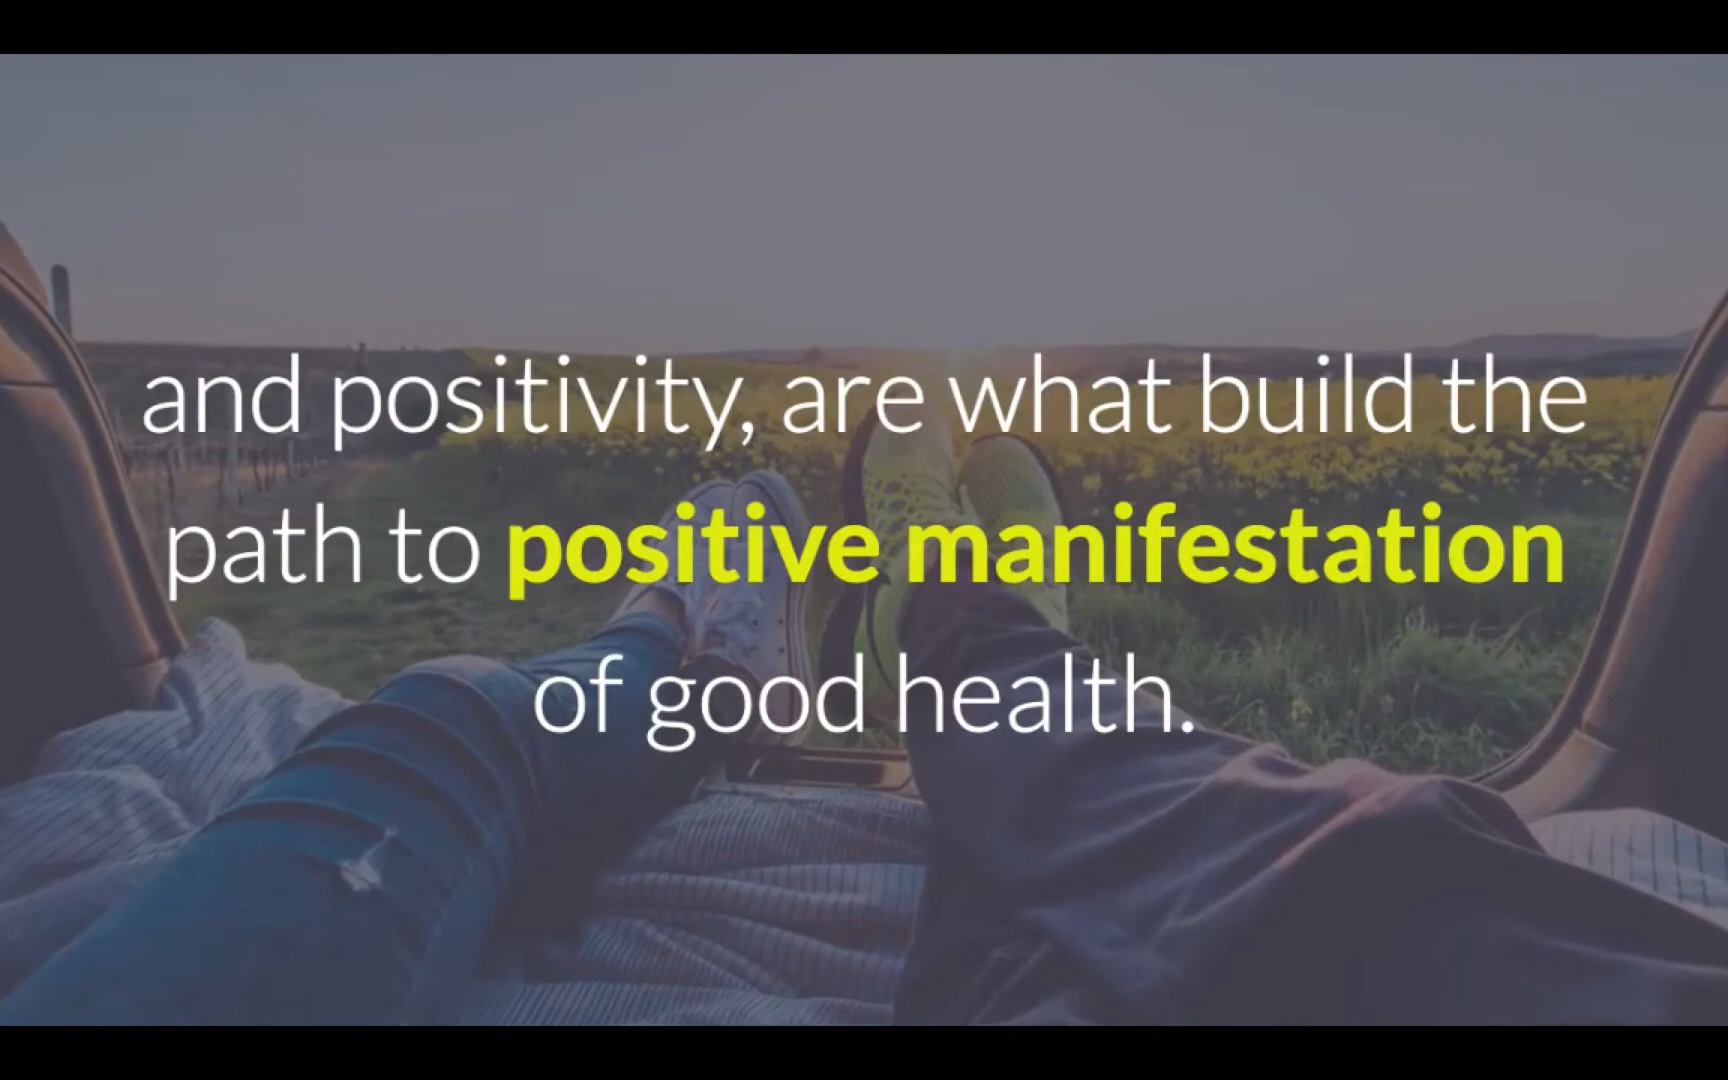 and positivity, are what build the
path to positive manifestation
of good health.